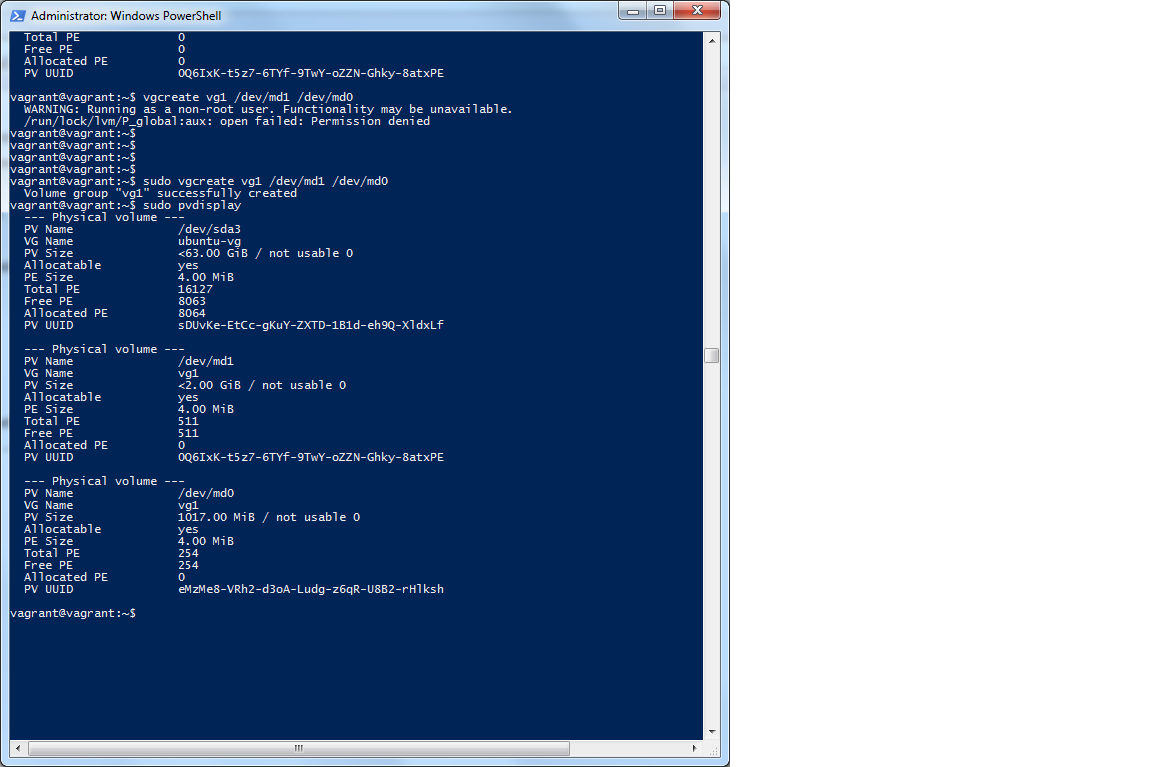 Administrator: Windows PowerShell
Total PE 0
Free PE 0
Allocated PE 0
PV UUID 0Q6IxK-t5z7-6TYf-9TwY-oZZN-Ghky-8atxPE
vagrant@vagrant:~$ vgcreate vg1 /dev/md1 /dev/md0
WARNING: Running as a non-root user. Functionality may be unavailable.
/run/lock/lvm/P_global:aux: open failed: Permission denied
vagrant@vagrant:~$
vagrant@vagrant:~$
vagrant@vagrant:~$
vagrant@vagrant:~$
vagrant@vagrant:~$ sudo vgcreate vg1 /dev/md1 /dev/md0
Volume group "vg1" successfully created
vagrant@vagrant:~$ sudo pvdisplay
--- Physical volume ---
PV Name /dev/sda3
VG Name ubuntu-vg
PV Size <63.00 GiB / not usable 0
Allocatable yes
PE Size 4.00 MiB
Total PE 16127
Free PE 8063
Allocated PE 8064
PV UUID sDUvKe-EtCc-gKuY-ZXTD-1B1d-eh9Q-XldxLf
--- Physical volume ---
PV Name /dev/md1
VG Name vg1
PV Size <2.00 GiB / not usable 0
Allocatable yes
PE Size 4.00 MiB
Total PE 511
Free PE 511
Allocated PE 0
PV UUID 0Q6IxK-t5z7-6TYf-9TwY-oZZN-Ghky-8atxPE
--- Physical volume ---
PV Name /dev/md0
VG Name vg1
PV Size 1017.00 MiB / not usable 0
Allocatable yes
PE Size 4.00 MiB
Total PE 254
Free PE 254
Allocated PE 0
PV UUID eMzMe8-VRh2-d3oA-Ludg-z6qR-U8B2-rHlksh
vagrant@vagrant:~$